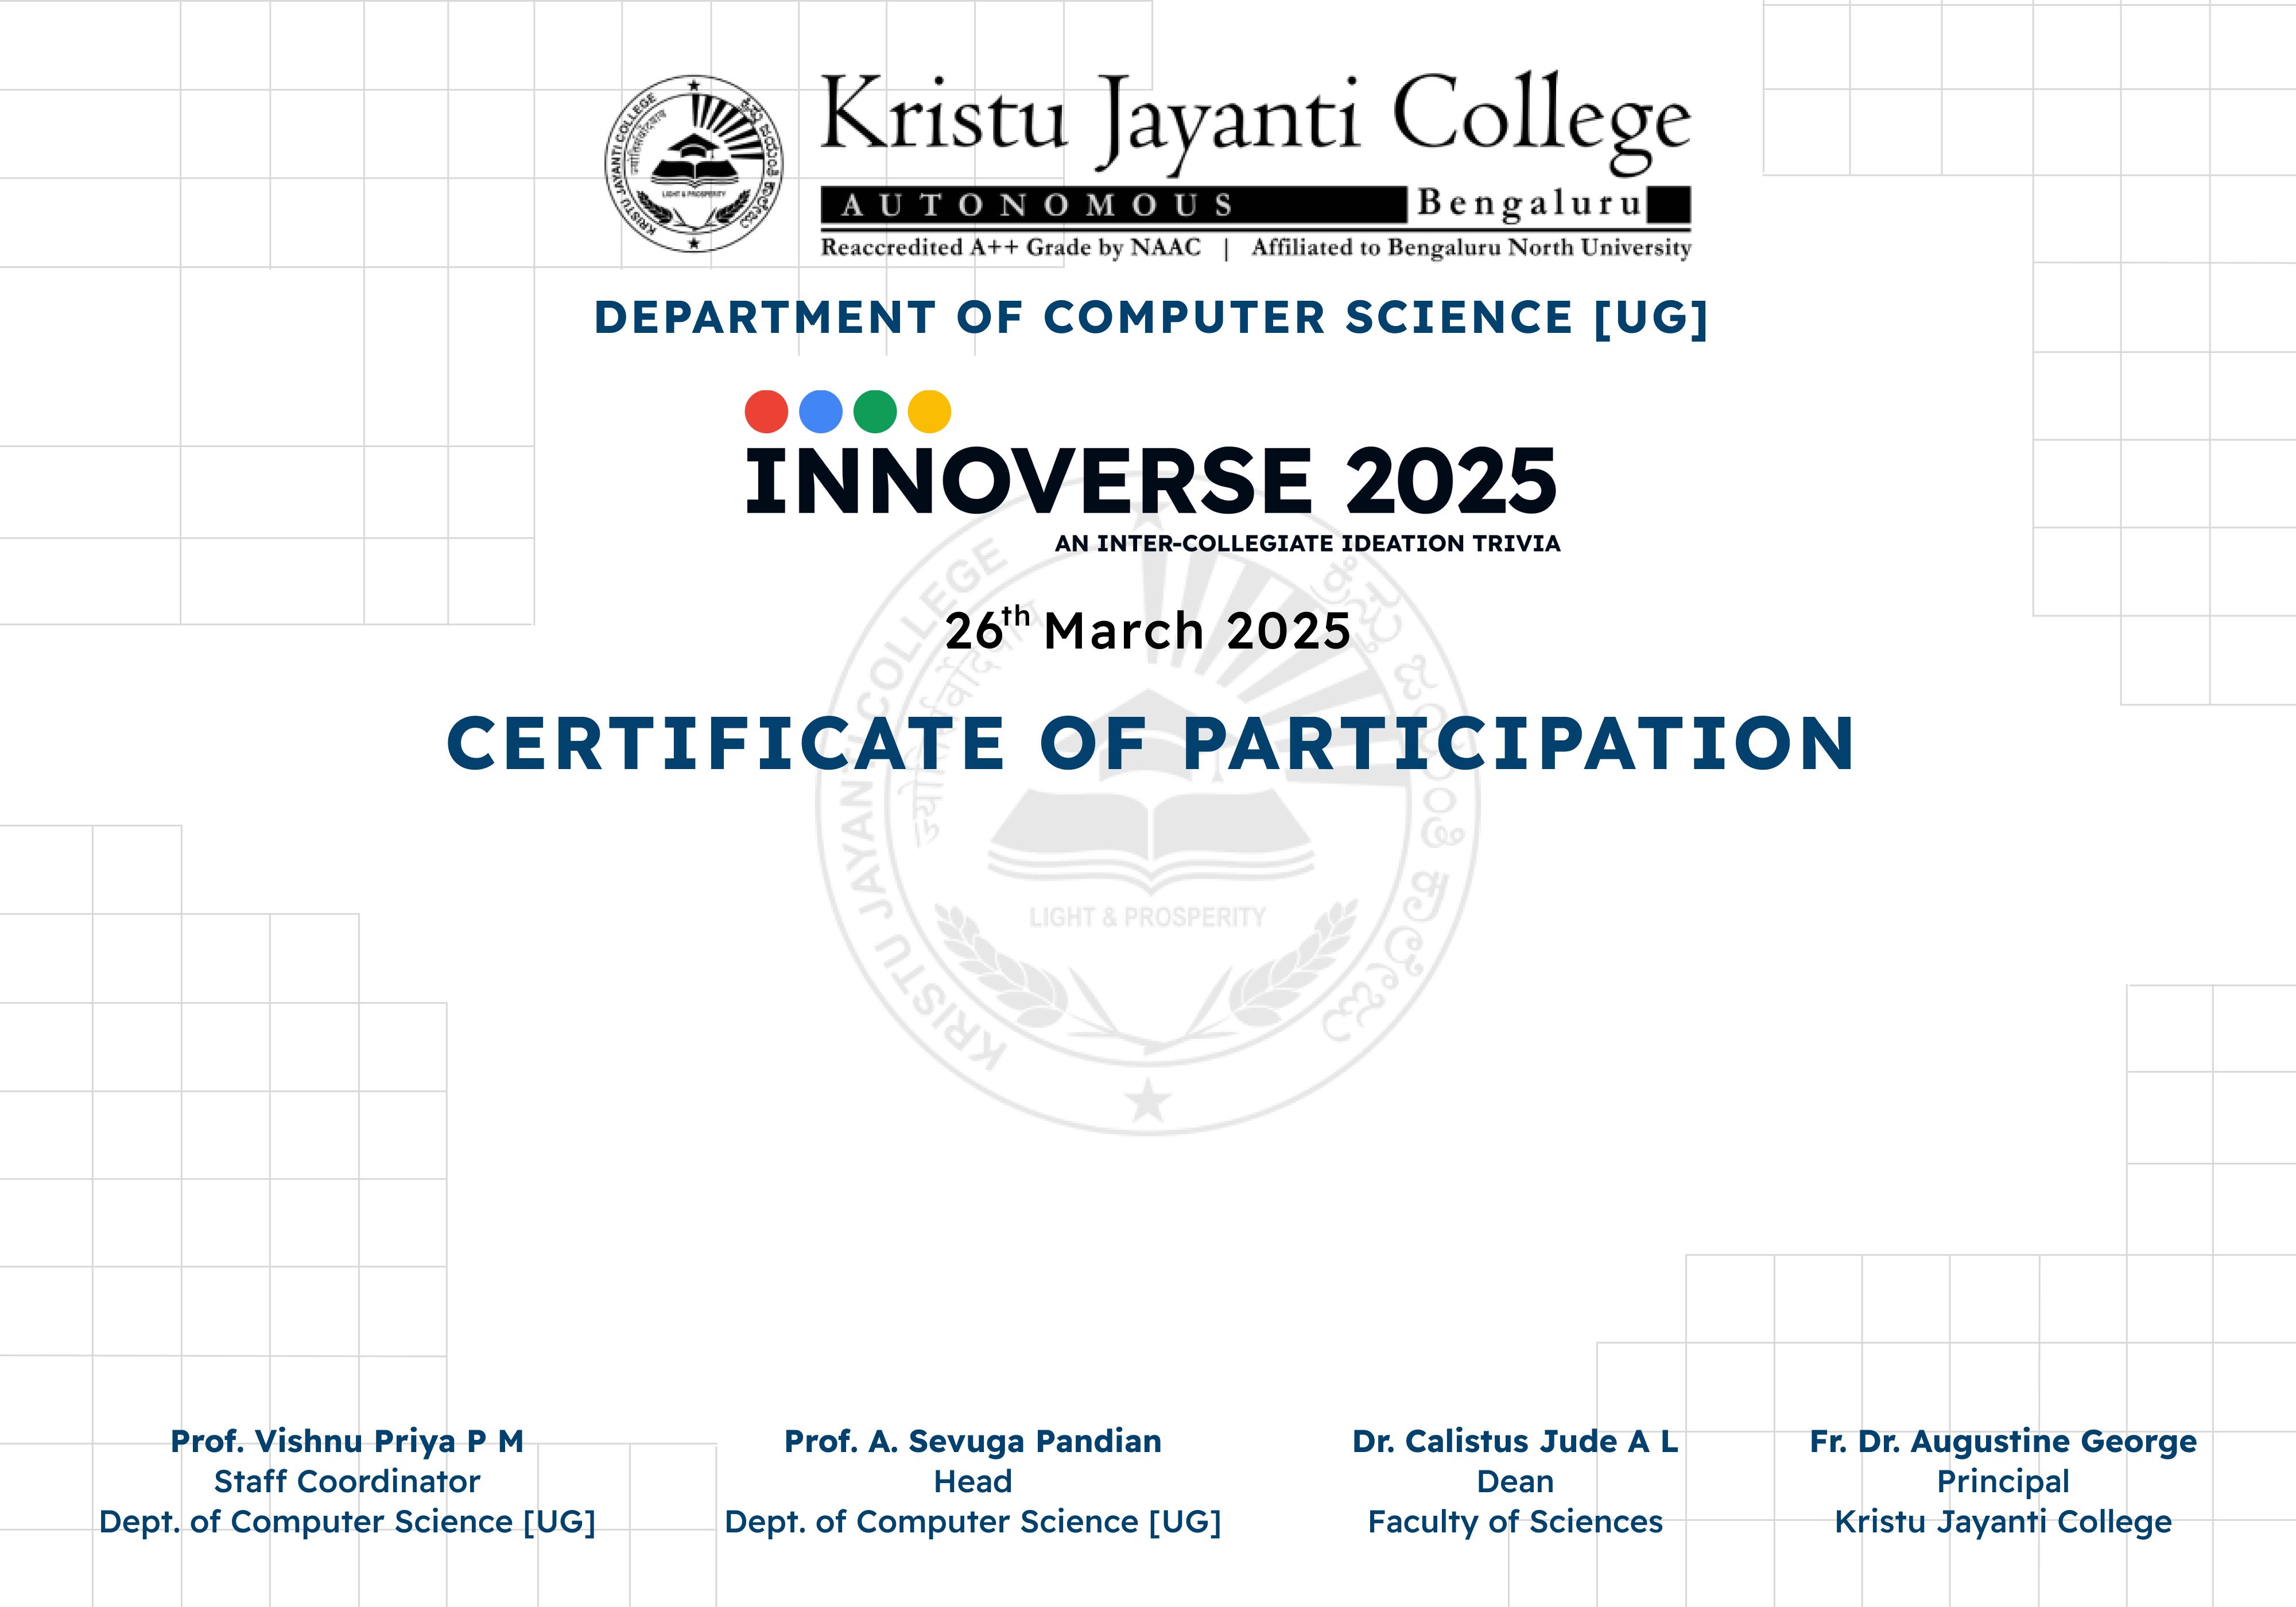 KRISTU JAYANTI COLLEGE
ಕ್ರಿಸ್ತು ಜಯಂತಿ ಕಾಲೇಜು
LIGHT & PROSPERITY
Kristu Jayanti College
AUTONOMOUS
Bengaluru
Reaccredited A++ Grade by NAAC | Affiliated to Bengaluru North University
DEPARTMENT OF COMPUTER SCIENCE [UG]
INNOVERSE 2025
AN INTER-COLLEGIATE IDEATION TRIVIA
26th March 2025
CERTIFICATE OF PARTICIPATION
KRISTU JAYANTI COLLEGE
ಕ್ರಿಸ್ತು ಜಯಂತಿ ಕಾಲೇಜು
LIGHT & PROSPERITY
Prof. Vishnu Priya P M
Staff Coordinator
Dept. of Computer Science [UG]
Prof. A. Sevuga Pandian
Head
Dept. of Computer Science [UG]
Dr. Calistus Jude A L
Dean
Faculty of Sciences
Fr. Dr. Augustine George
Principal
Kristu Jayanti College